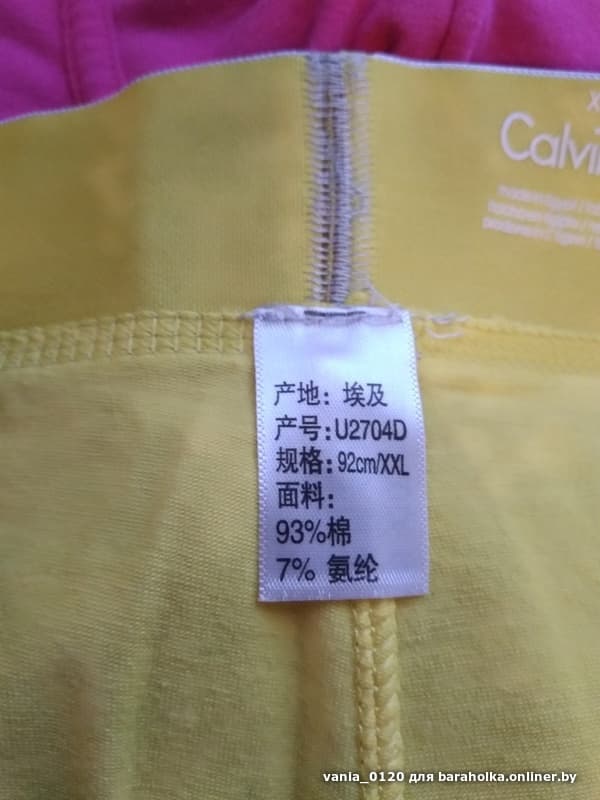 X
Calvi
产地：埃及
产号:U2704D
规格:92cm/XXL
面料:
93%棉
7% 氨纶
vania_0120 для baraholka.onliner.by